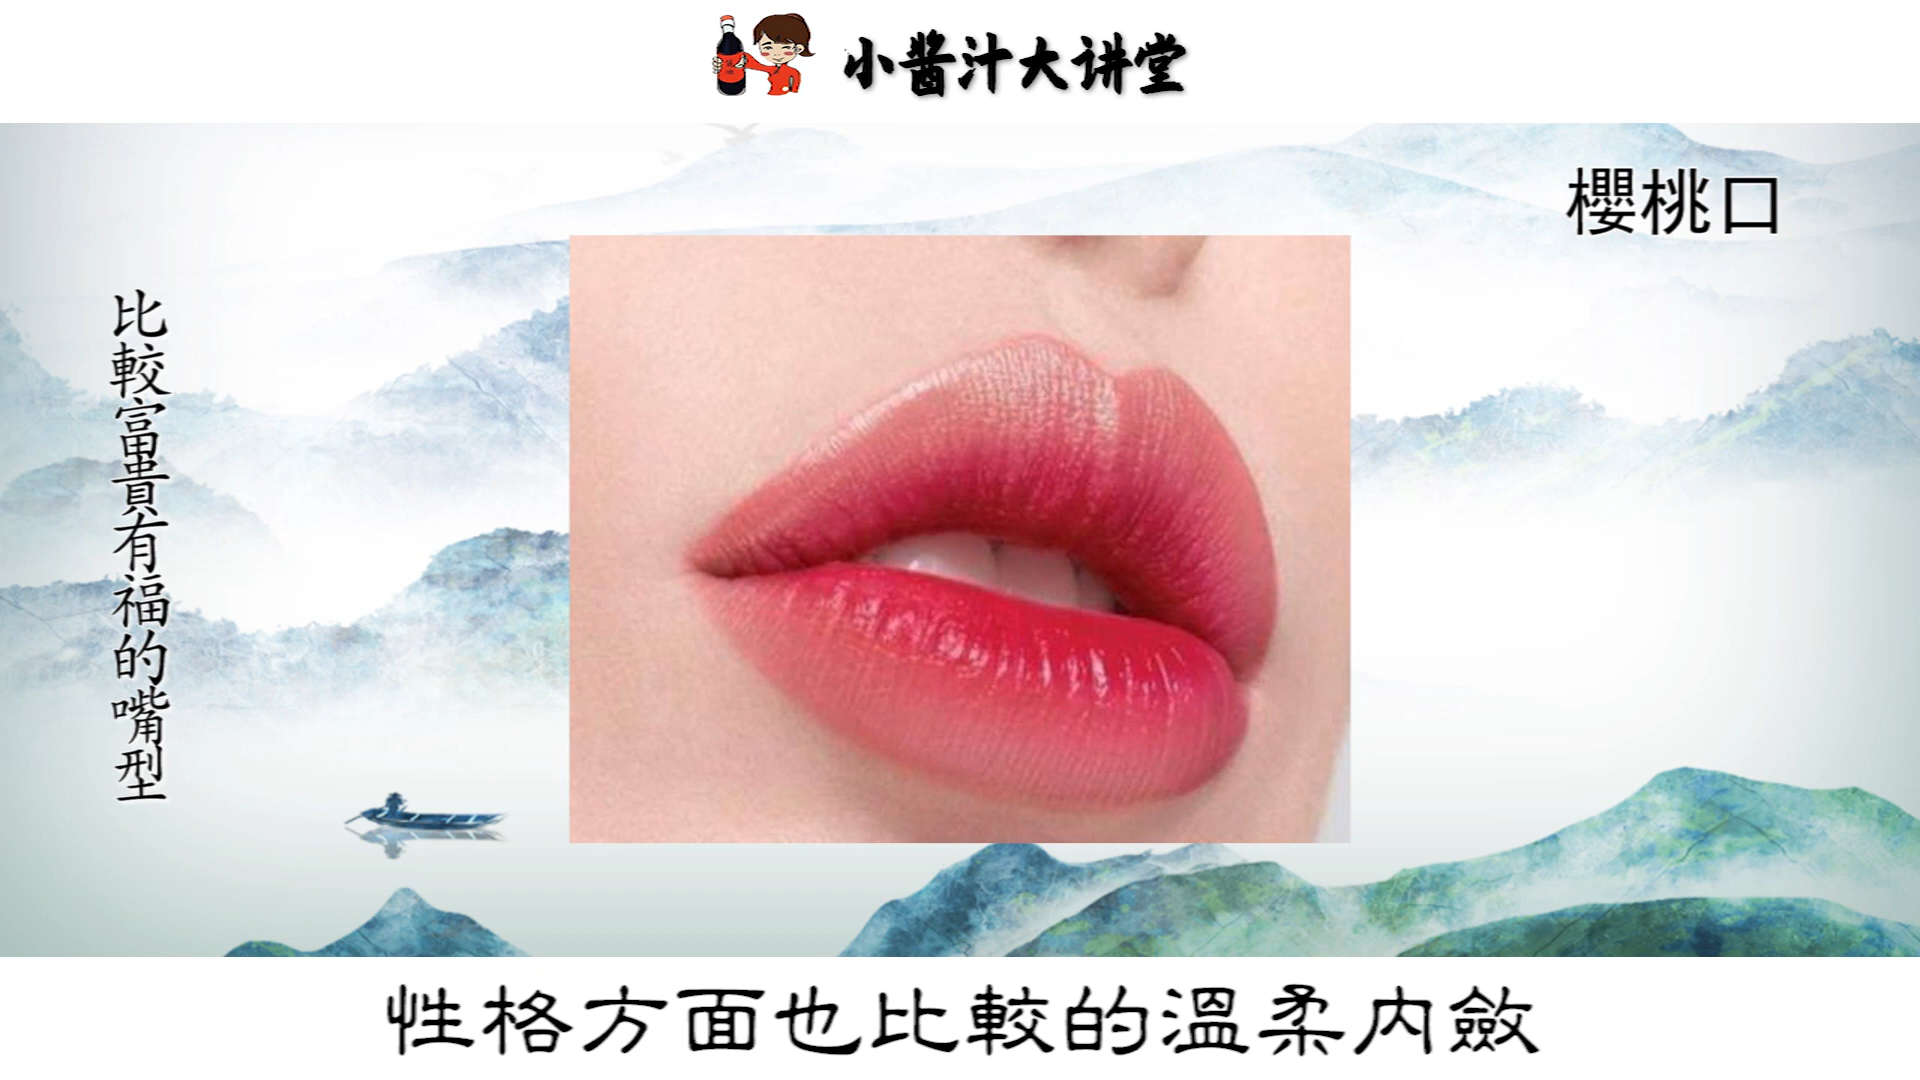 小酱汁大讲堂
櫻桃口
比較富貴有福的嘴型
性格方面也比較的溫柔內斂